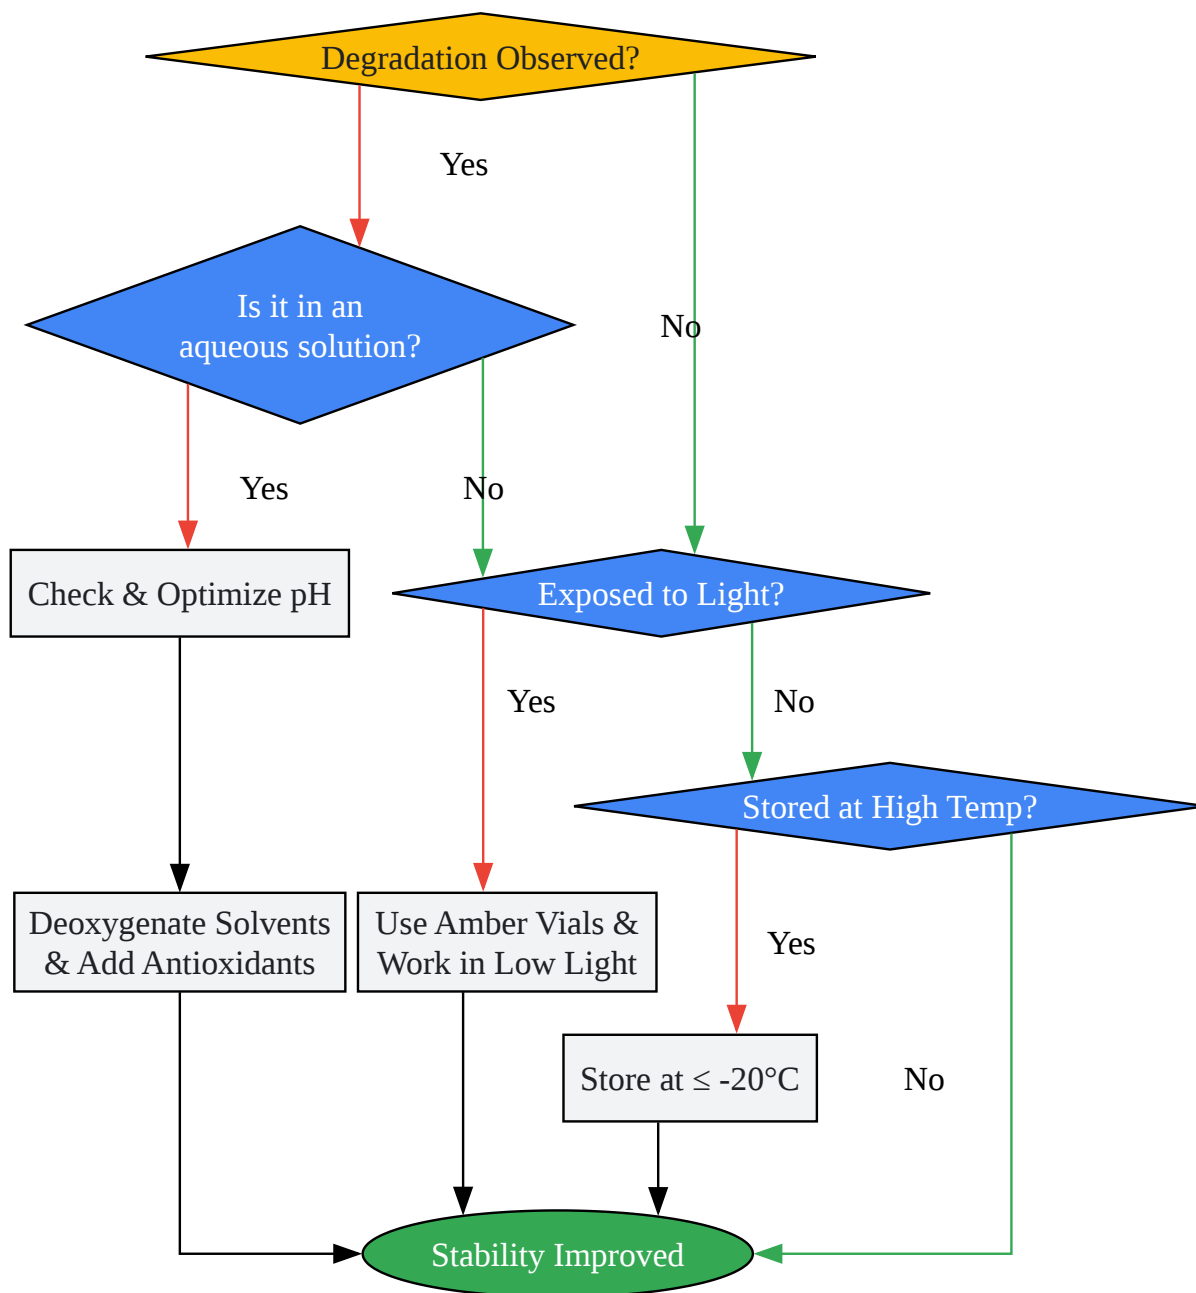 Degradation Observed?
Yes
Is it in an
aqueous solution?
No
Yes
No
Check & Optimize pH
Exposed to Light?
Yes
No
Stored at High Temp?
Deoxygenate Solvents
& Add Antioxidants
Use Amber Vials &
Work in Low Light
Yes
Store at ≤ -20°C
No
Stability Improved